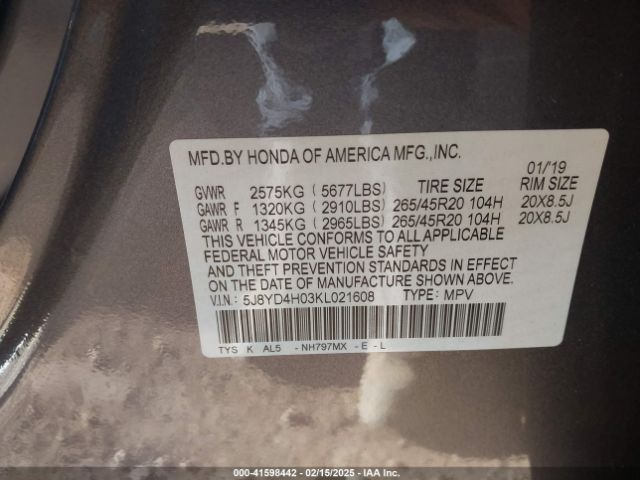 MFD.BY HONDA OF AMERICA MFG.,INC.
01/'19
GVWR 2575KG ( 5677LBS) TIRE SIZE RIM SIZE
GAWR F 1320KG ( 2910LBS) 265/45R20 104H 20X8.5J
GAWR R 1345KG ( 2965LBS) 265/45R20 104H 20X8.5J
THIS VEHICLE CONFORMS TO ALL APPLICABLE
FEDERAL MOTOR VEHICLE SAFETY
AND THEFT PREVENTION STANDARDS IN EFFECT
ON THE DATE OF MANUFACTURE SHOWN ABOVE.
V.I.N: 5J8YD4H03KL021608 TYPE: MPV
TYS K AL5 -NH797MX -E -L
000-41598442 - 02/15/2025 - IAA Inc.